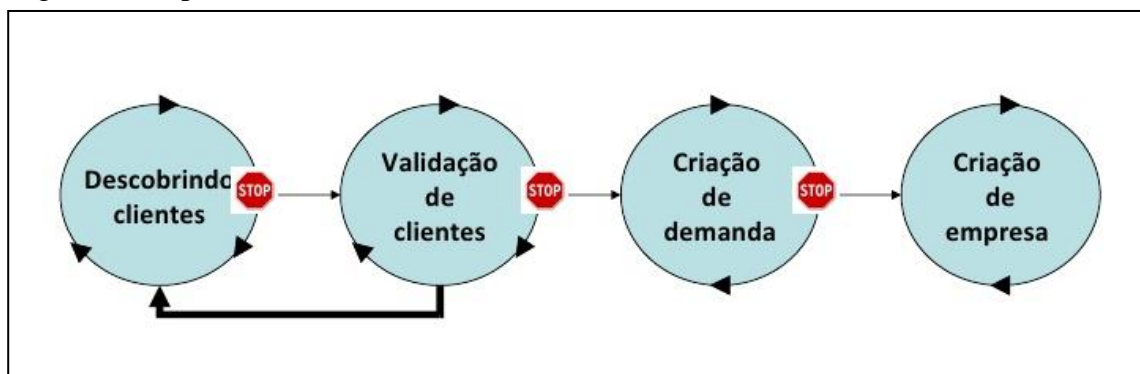 Descobrindo
clientes
STOP
Validação
de
clientes
STOP
Criação
de
demanda
STOP
Criação
de
empresa